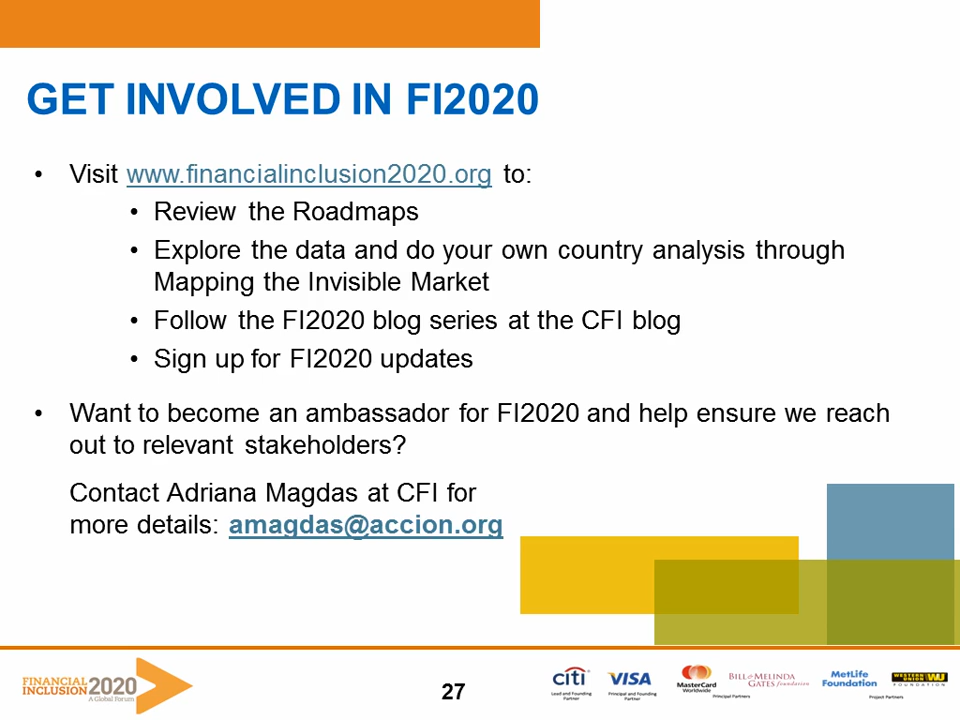 GET INVOLVED IN FI2020
• Visit www.financialinclusion2020.org to:
• Review the Roadmaps
• Explore the data and do your own country analysis through
Mapping the Invisible Market
• Follow the FI2020 blog series at the CFI blog
• Sign up for FI2020 updates
• Want to become an ambassador for FI2020 and help ensure we reach
out to relevant stakeholders?
Contact Adriana Magdas at CFI for
more details: amagdas@accion.org
FINANCIAL
INCLUSION 2020
A Global Forum
27
citi
Lead and Founding
Partner
VISA
Principal and Founding
Partner
MasterCard
Worldwide
BILL & MELINDA
GATES foundation
Principal Partners
MetLife
Foundation
WESTERN
UNION WU
FOUNDATION
Project Partners